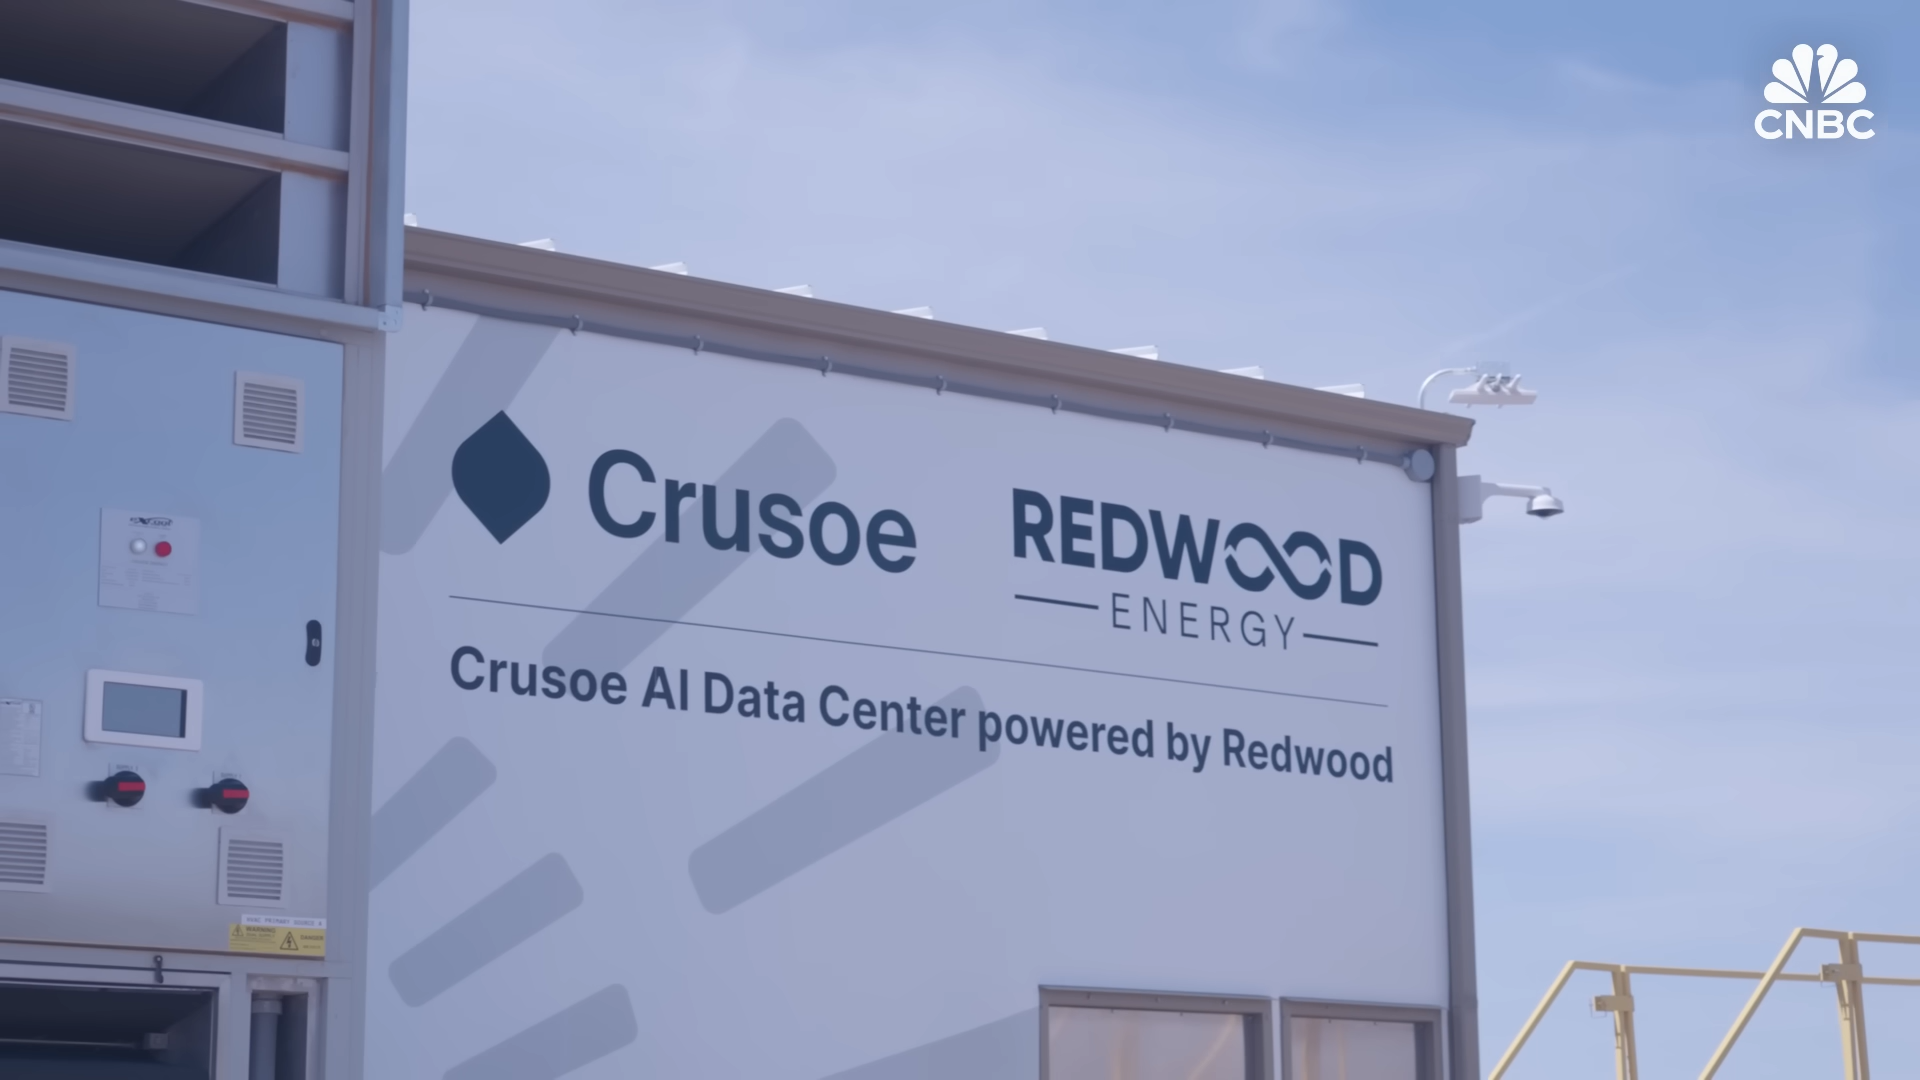 CNBC
Crusoe
REDWOOD
ENERGY
Crusoe AI Data Center powered by Redwood
WARNING
DANGER